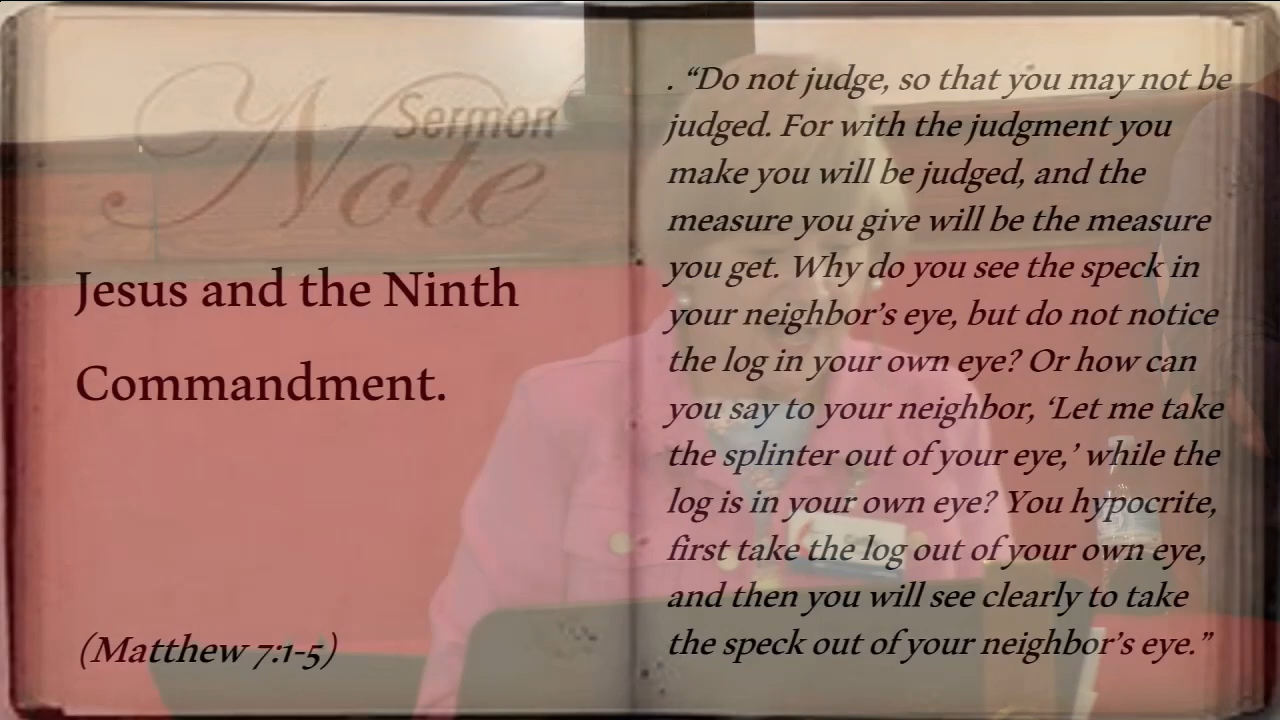 Sermon
Note
Jesus and the Ninth
Commandment.
(Matthew 7:1-5)
. “Do not judge, so that you may not be
judged. For with the judgment you
make you will be judged, and the
measure you give will be the measure
you get. Why do you see the speck in
your neighbor’s eye, but do not notice
the log in your own eye? Or how can
you say to your neighbor, ‘Let me take
the splinter out of your eye,’ while the
log is in your own eye? You hypocrite,
first take the log out of your own eye,
and then you will see clearly to take
the speck out of your neighbor’s eye.”